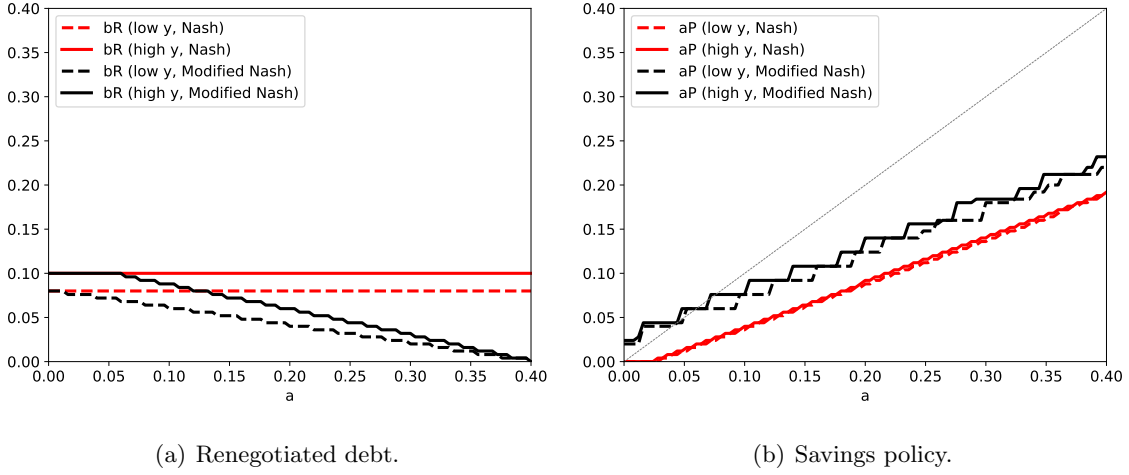 0.40
0.35
0.30
0.25
0.20
0.15
0.10
0.05
0.00
bR (low y, Nash)
bR (high y, Nash)
bR (low y, Modified Nash)
bR (high y, Modified Nash)
0.00 0.05 0.10 0.15 0.20 0.25 0.30 0.35 0.40
a
(a) Renegotiated debt.
0.40
0.35
0.30
0.25
0.20
0.15
0.10
0.05
0.00
aP (low y, Nash)
aP (high y, Nash)
aP (low y, Modified Nash)
aP (high y, Modified Nash)
0.00 0.05 0.10 0.15 0.20 0.25 0.30 0.35 0.40
a
(b) Savings policy.